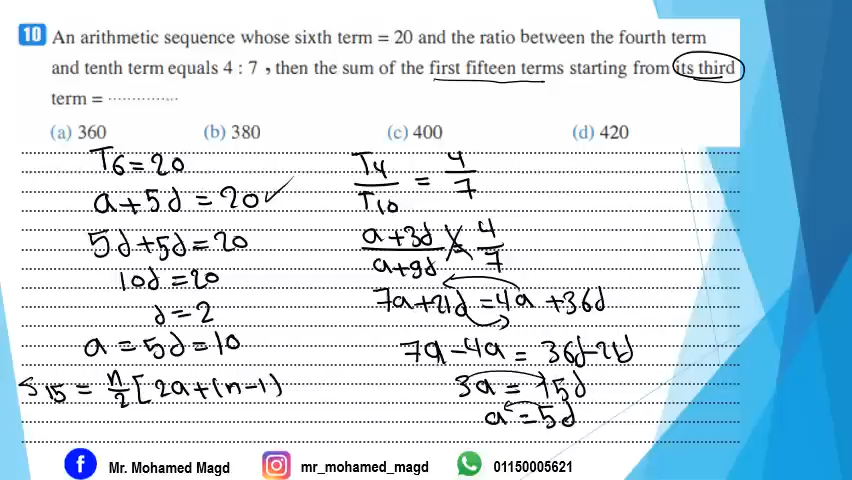 10 An arithmetic sequence whose sixth term = 20 and the ratio between the fourth term
and tenth term equals 4 : 7 , then the sum of the first fifteen terms starting from its third
term = ...............
(a) 360 (b) 380 (c) 400 (d) 420
T6 = 20
a + 5d = 20 ✓
5d + 5d = 20
10d = 20
d = 2
a = 5d = 10
S15 = n/2 [ 2a + (n - 1)
T4/T10 = 4/7
a + 3d/a + 9d 4/7
7a + 21d = 4a + 36d
7a - 4a = 36d - 21d
3a = 15d
a = 5d
Mr. Mohamed Magd mr_mohamed_magd 01150005621